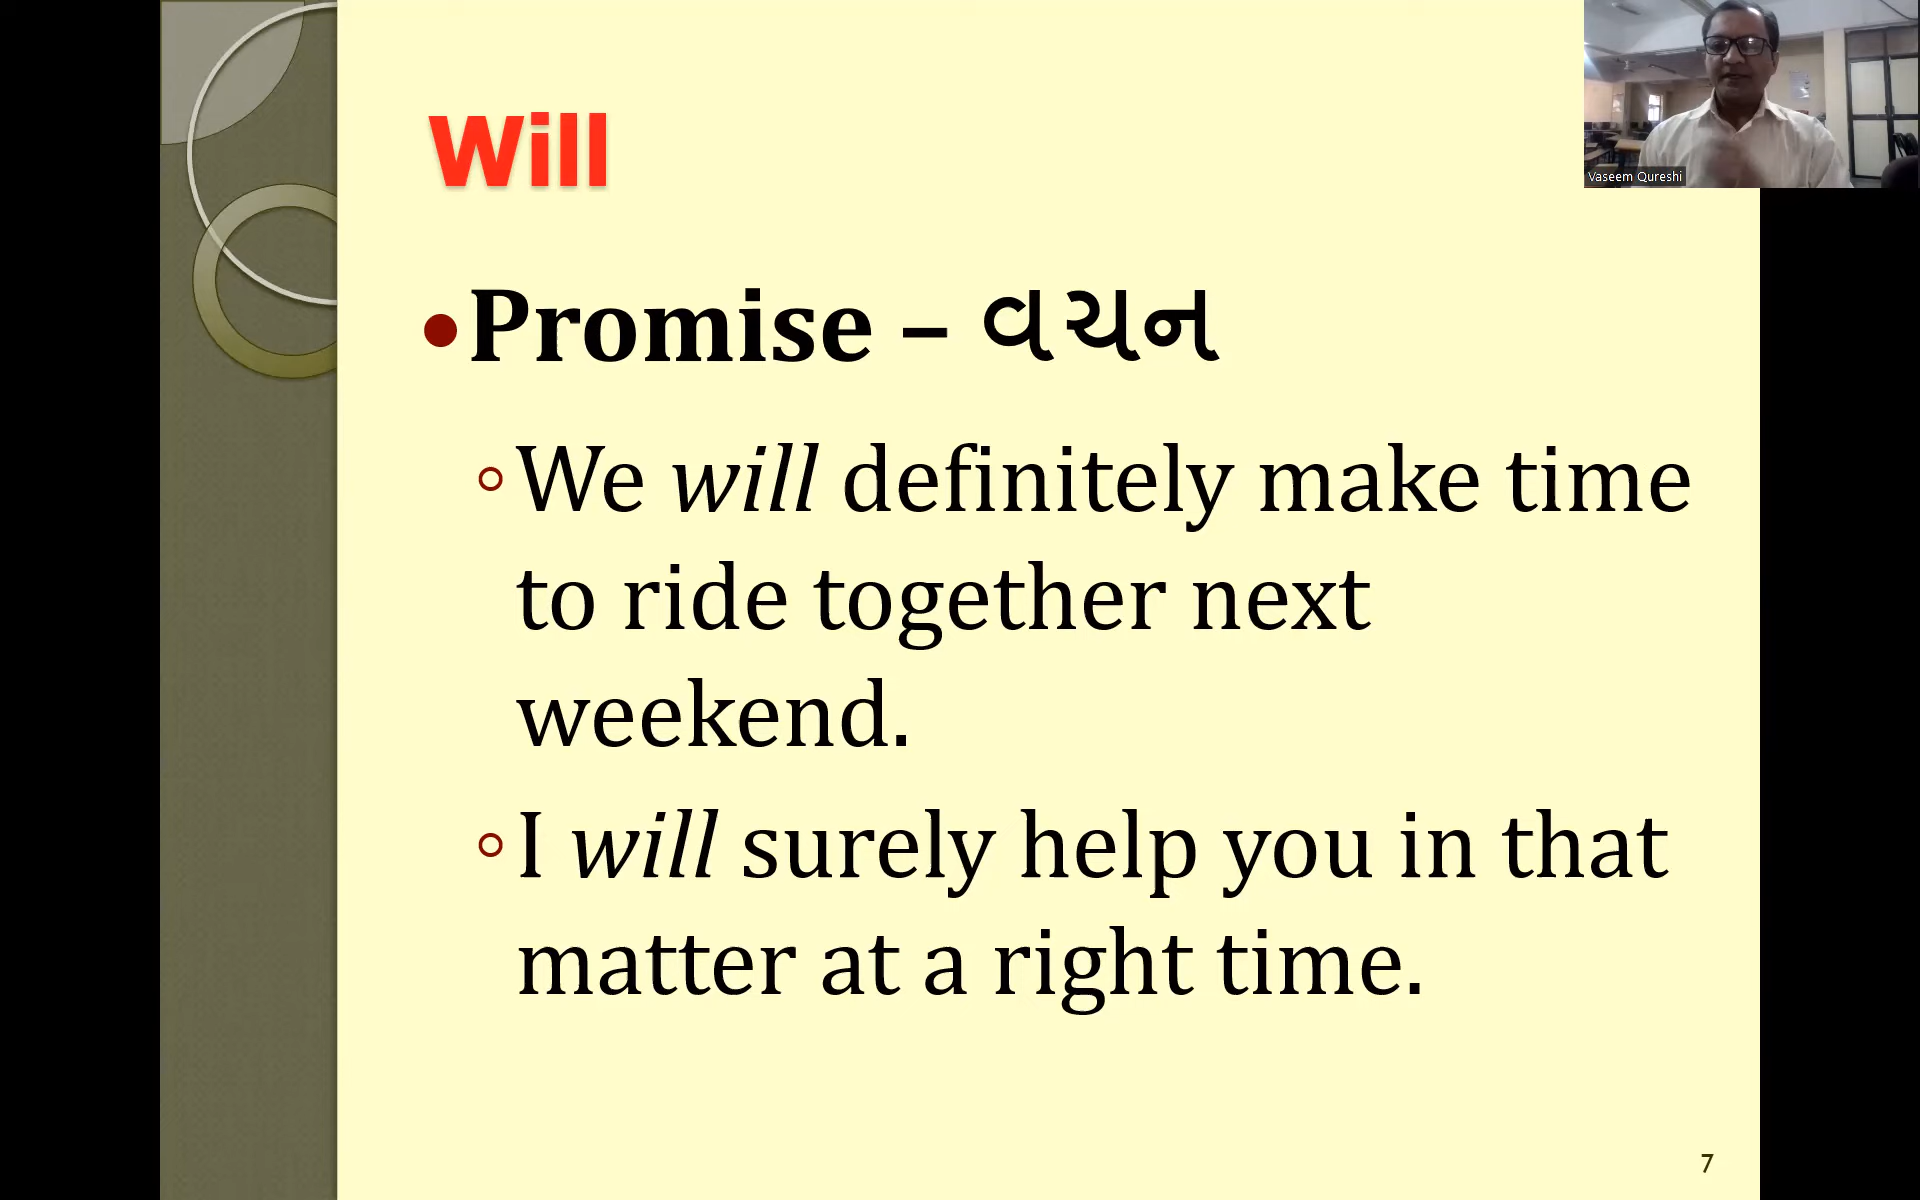 Will
Vaseem Qureshi
•Promise – વચન
◦We will definitely make time
to ride together next
weekend.
◦I will surely help you in that
matter at a right time.
7